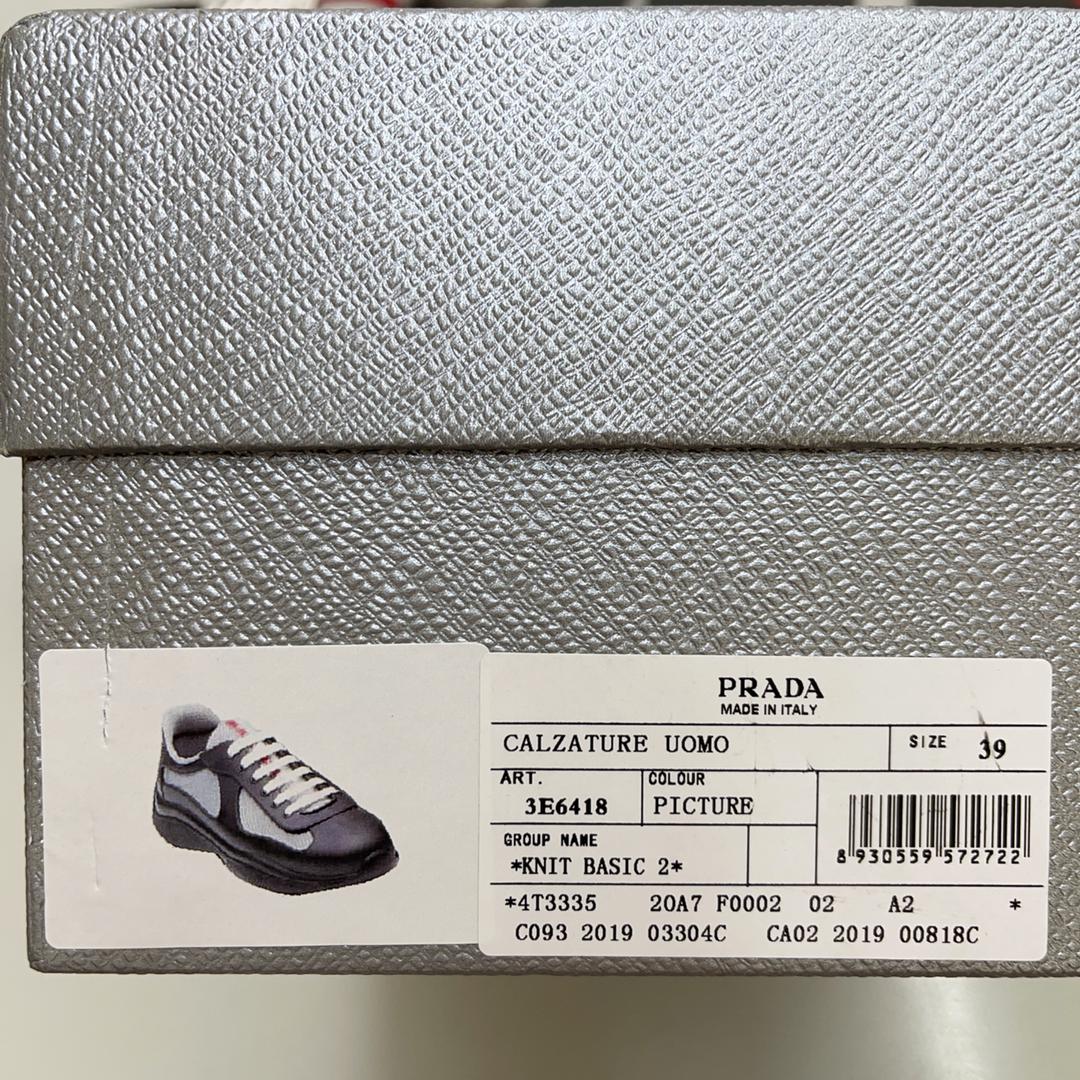 PRADA
MADE IN ITALY
CALZATURE UOMO
SIZE 39
ART.
3E6418
COLOUR
PICTURE
GROUP NAME
*KNIT BASIC 2*
8 930559 572722
*4T3335 20A7 F0002 02 A2 *
C093 2019 03304C CA02 2019 00818C